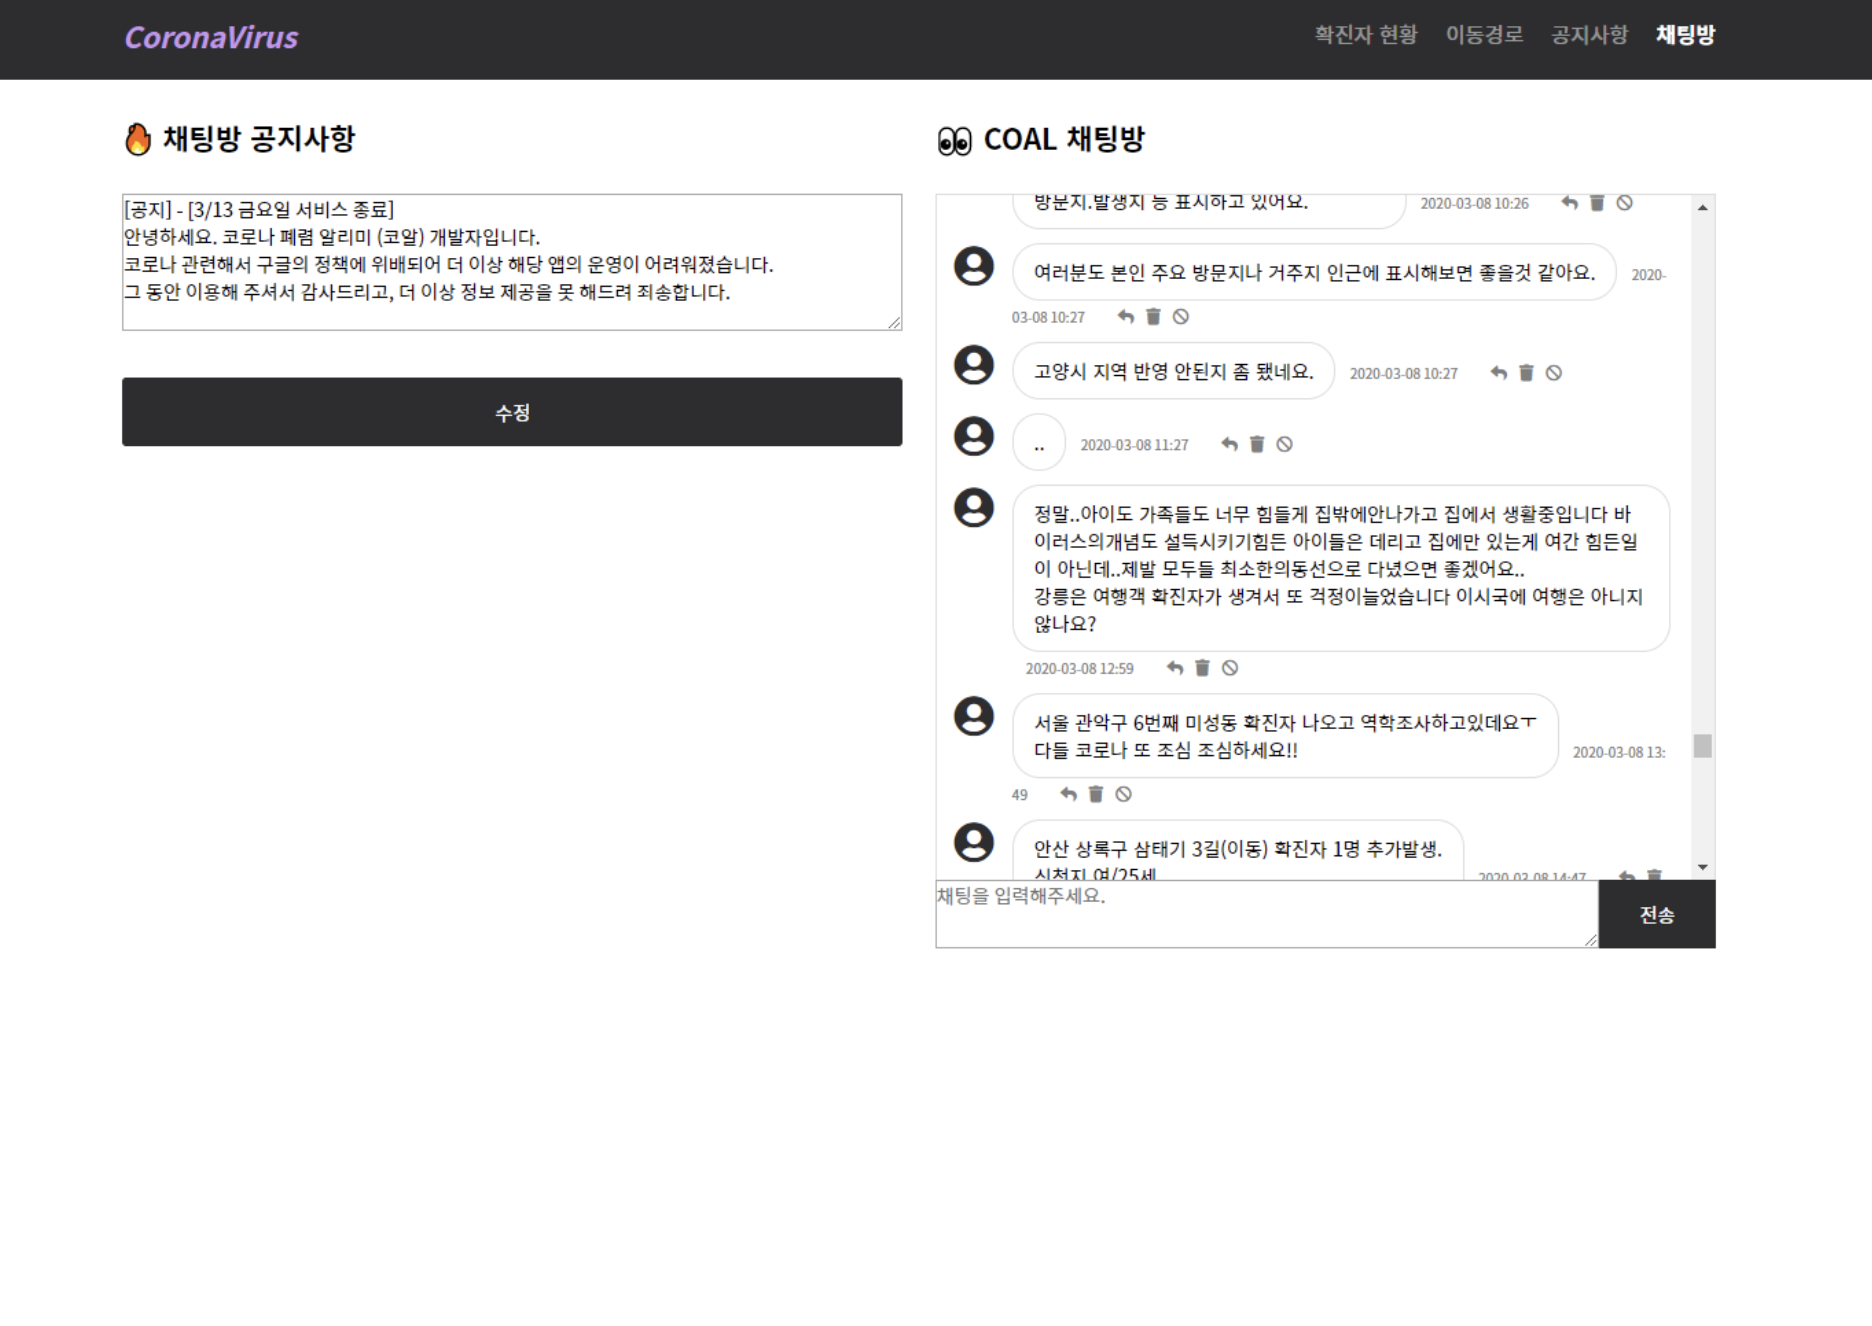 CoronaVirus
확진자 현황 이동경로 공지사항 채팅방
채팅방 공지사항
[공지] - [3/13 금요일 서비스 종료]
안녕하세요. 코로나 폐렴 알리미 (코알) 개발자입니다.
코로나 관련해서 구글의 정책에 위배되어 더 이상 해당 앱의 운영이 어려워졌습니다.
그 동안 이용해 주셔서 감사드리고, 더 이상 정보 제공을 못 해드려 죄송합니다.
수정
COAL 채팅방
방문지.발생지 등 표시하고 있어요. 2020-03-08 10:26
여러분도 본인 주요 방문지나 거주지 인근에 표시해보면 좋을것 같아요. 2020-
03-08 10:27
고양시 지역 반영 안된지 좀 됐네요. 2020-03-08 10:27
.. 2020-03-08 11:27
정말..아이도 가족들도 너무 힘들게 집밖에안나가고 집에서 생활중입니다 바
이러스의개념도 설득시키기힘든 아이들은 데리고 집에만 있는게 여간 힘든일
이 아닌데..제발 모두들 최소한의동선으로 다녔으면 좋겠어요..
강릉은 여행객 확진자가 생겨서 또 걱정이늘었습니다 이시국에 여행은 아니지
않나요?
2020-03-08 12:59
서울 관악구 6번째 미성동 확진자 나오고 역학조사하고있데요ㅜ
다들 코로나 또 조심 조심하세요!!
2020-03-08 13:
49
안산 상록구 삼태기 3길(이동) 확진자 1명 추가발생.
신천지 여/25세
2020-03-08 14:47
채팅을 입력해주세요.
전송